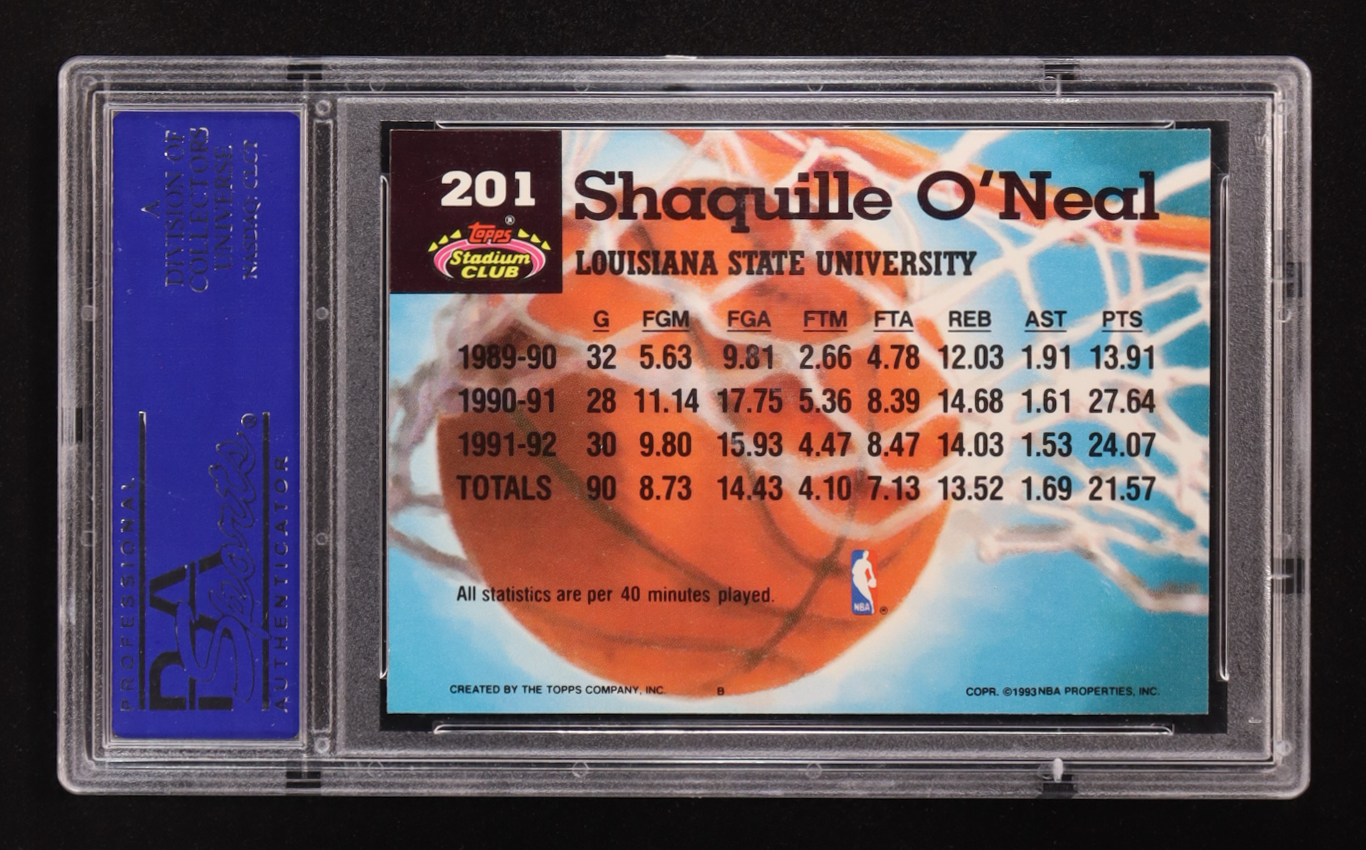 A
DIVISION OF
COLLECTORS
UNIVERSE
NASDAQ: CLCT
PROFESSIONAL
PSA
Sports
AUTHENTICATOR
201
Topps®
Stadium
CLUB
Shaquille O'Neal
LOUISIANA STATE UNIVERSITY
G FGM FGA FTM FTA REB AST PTS
1989-90 32 5.63 9.81 2.66 4.78 12.03 1.91 13.91
1990-91 28 11.14 17.75 5.36 8.39 14.68 1.61 27.64
1991-92 30 9.80 15.93 4.47 8.47 14.03 1.53 24.07
TOTALS 90 8.73 14.43 4.10 7.13 13.52 1.69 21.57
All statistics are per 40 minutes played.
NBA ®
CREATED BY THE TOPPS COMPANY, INC. B COPR. ©1993 NBA PROPERTIES, INC.